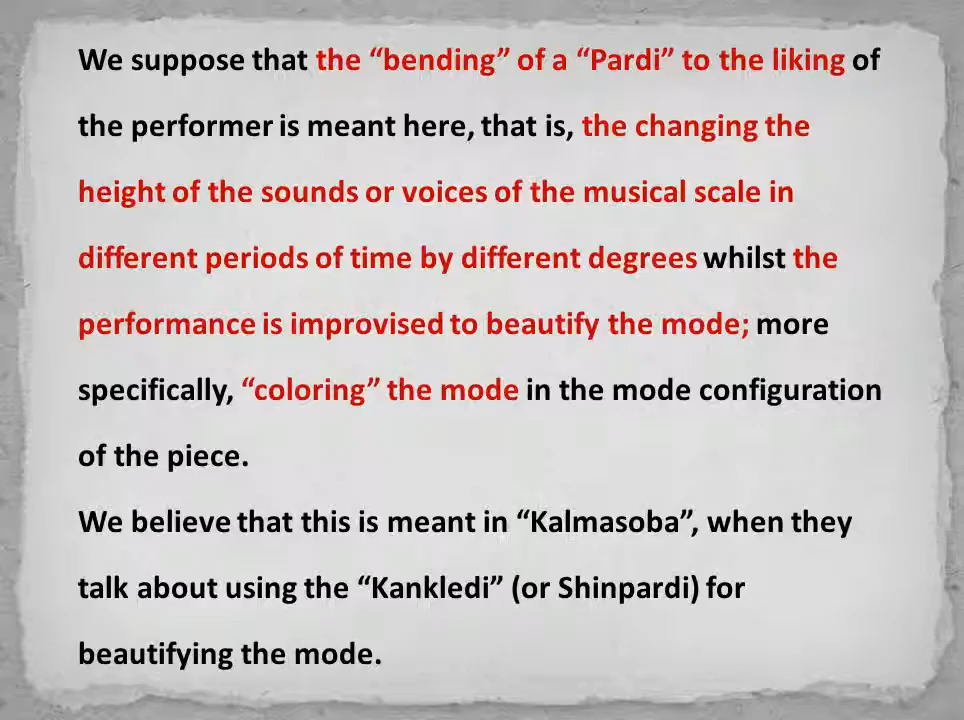 We suppose that the “bending” of a “Pardi” to the liking of
the performer is meant here, that is, the changing the
height of the sounds or voices of the musical scale in
different periods of time by different degrees whilst the
performance is improvised to beautify the mode; more
specifically, “coloring” the mode in the mode configuration
of the piece.
We believe that this is meant in “Kalmasoba”, when they
talk about using the “Kankledi” (or Shinpardi) for
beautifying the mode.